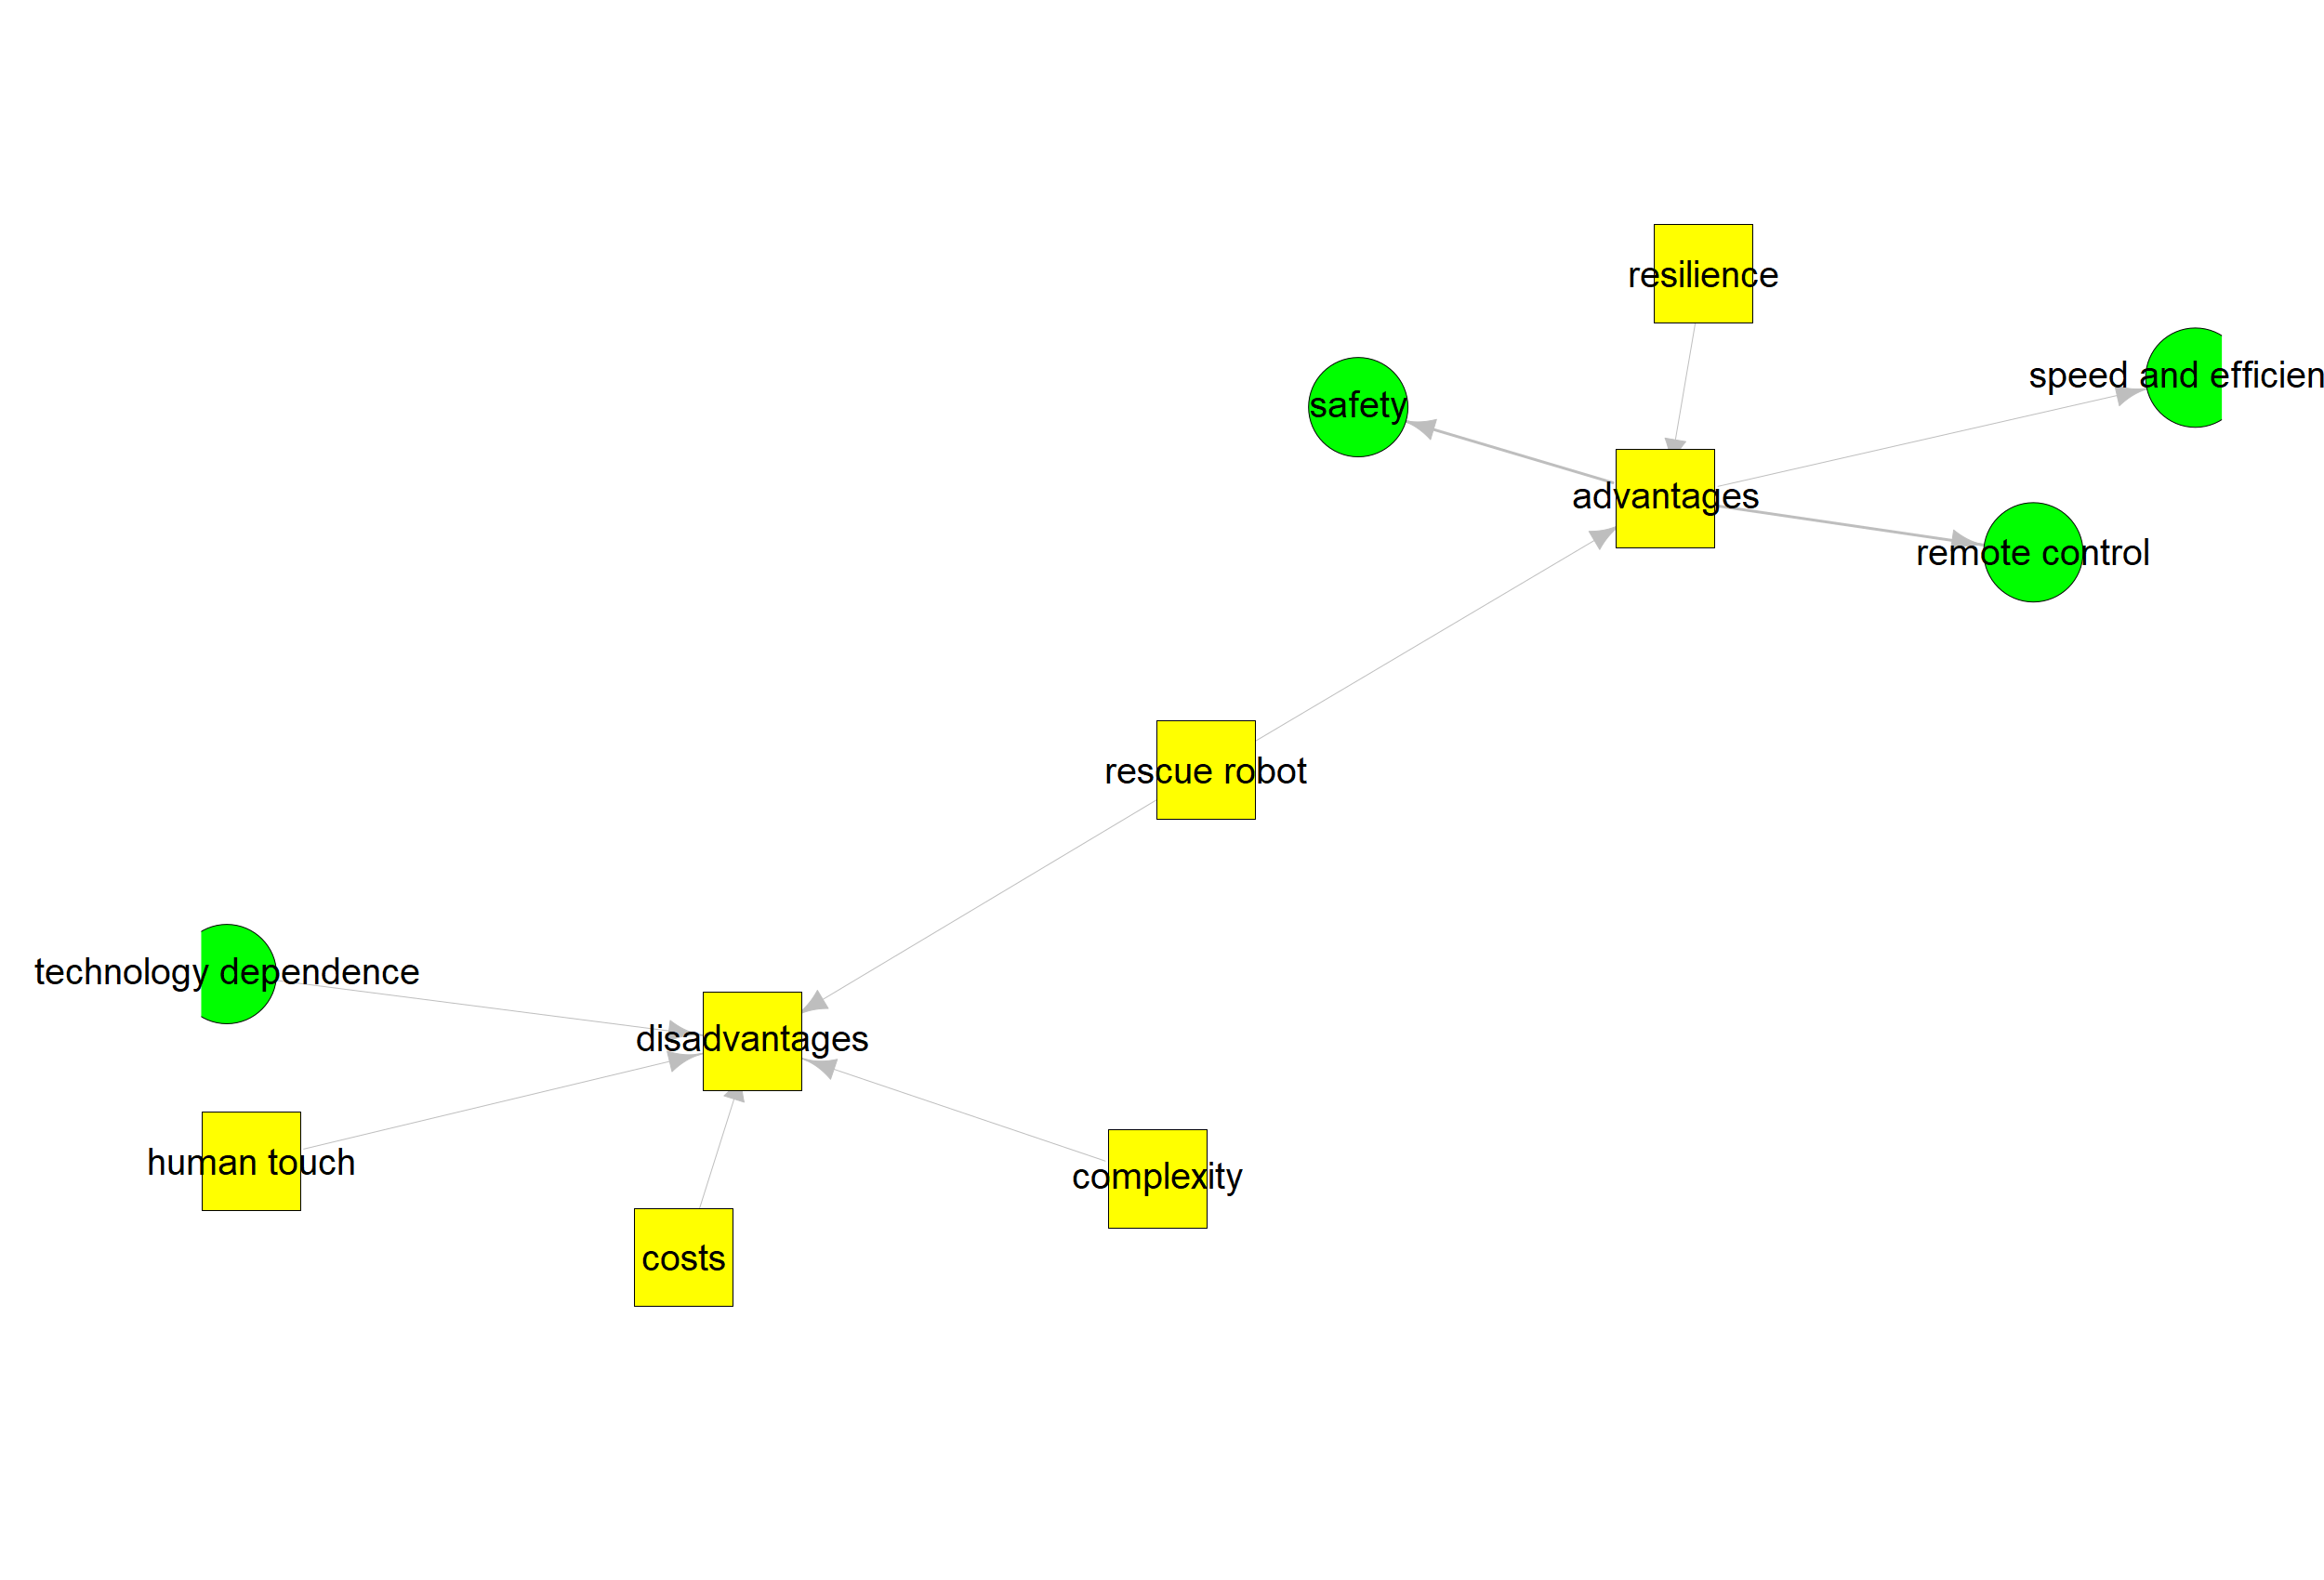 resilience
speed and efficien
safety
advantages
remote control
rescue robot
technology dependence
disadvantages
human touch
complexity
costs